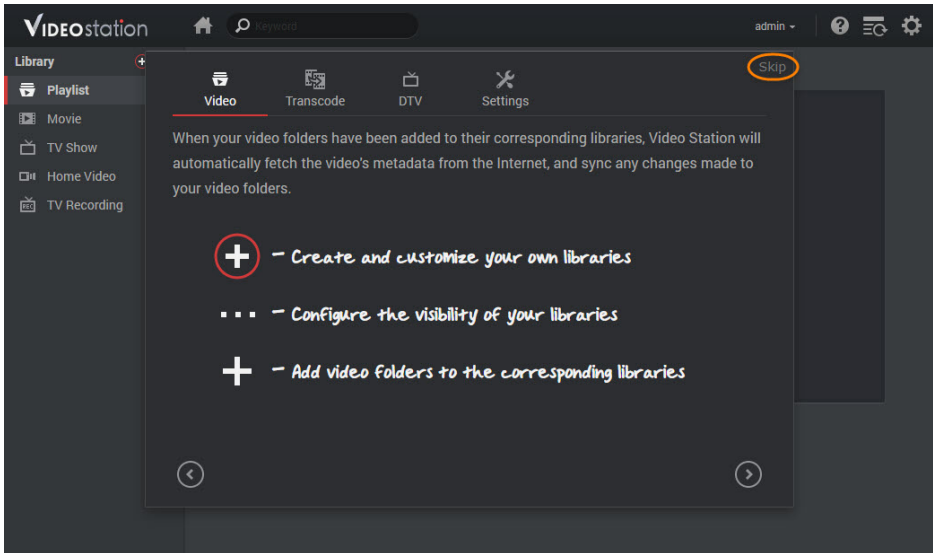 VIDEOstation
Keyword
admin
Library
Playlist
Movie
TV Show
Home Video
REC TV Recording
Skip
Video
Transcode
DTV
Settings
When your video folders have been added to their corresponding libraries, Video Station will
automatically fetch the video's metadata from the Internet, and sync any changes made to
your video folders.
+ – Create and customize your own libraries
... – Configure the visibility of your libraries
+ – Add video folders to the corresponding libraries